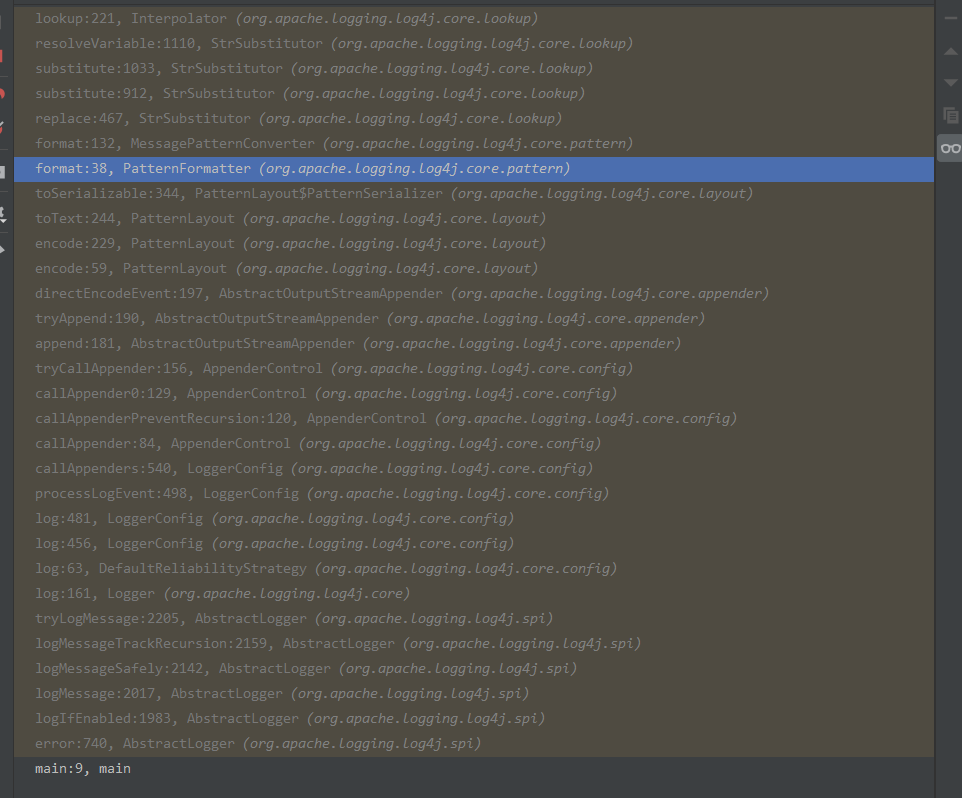 lookup:221, Interpolator (org.apache.logging.log4j.core.lookup)
resolveVariable:1110, StrSubstitutor (org.apache.logging.log4j.core.lookup)
substitute:1033, StrSubstitutor (org.apache.logging.log4j.core.lookup)
substitute:912, StrSubstitutor (org.apache.logging.log4j.core.lookup)
replace:467, StrSubstitutor (org.apache.logging.log4j.core.lookup)
format:132, MessagePatternConverter (org.apache.logging.log4j.core.pattern)
format:38, PatternFormatter (org.apache.logging.log4j.core.pattern)
toSerializable:344, PatternLayout$PatternSerializer (org.apache.logging.log4j.core.layout)
toText:244, PatternLayout (org.apache.logging.log4j.core.layout)
encode:229, PatternLayout (org.apache.logging.log4j.core.layout)
encode:59, PatternLayout (org.apache.logging.log4j.core.layout)
directEncodeEvent:197, AbstractOutputStreamAppender (org.apache.logging.log4j.core.appender)
tryAppend:190, AbstractOutputStreamAppender (org.apache.logging.log4j.core.appender)
append:181, AbstractOutputStreamAppender (org.apache.logging.log4j.core.appender)
tryCallAppender:156, AppenderControl (org.apache.logging.log4j.core.config)
callAppender0:129, AppenderControl (org.apache.logging.log4j.core.config)
callAppenderPreventRecursion:120, AppenderControl (org.apache.logging.log4j.core.config)
callAppender:84, AppenderControl (org.apache.logging.log4j.core.config)
callAppenders:540, LoggerConfig (org.apache.logging.log4j.core.config)
processLogEvent:498, LoggerConfig (org.apache.logging.log4j.core.config)
log:481, LoggerConfig (org.apache.logging.log4j.core.config)
log:456, LoggerConfig (org.apache.logging.log4j.core.config)
log:63, DefaultReliabilityStrategy (org.apache.logging.log4j.core.config)
log:161, Logger (org.apache.logging.log4j.core)
tryLogMessage:2205, AbstractLogger (org.apache.logging.log4j.spi)
logMessageTrackRecursion:2159, AbstractLogger (org.apache.logging.log4j.spi)
logMessageSafely:2142, AbstractLogger (org.apache.logging.log4j.spi)
logMessage:2017, AbstractLogger (org.apache.logging.log4j.spi)
logIfEnabled:1983, AbstractLogger (org.apache.logging.log4j.spi)
error:740, AbstractLogger (org.apache.logging.log4j.spi)
main:9, main